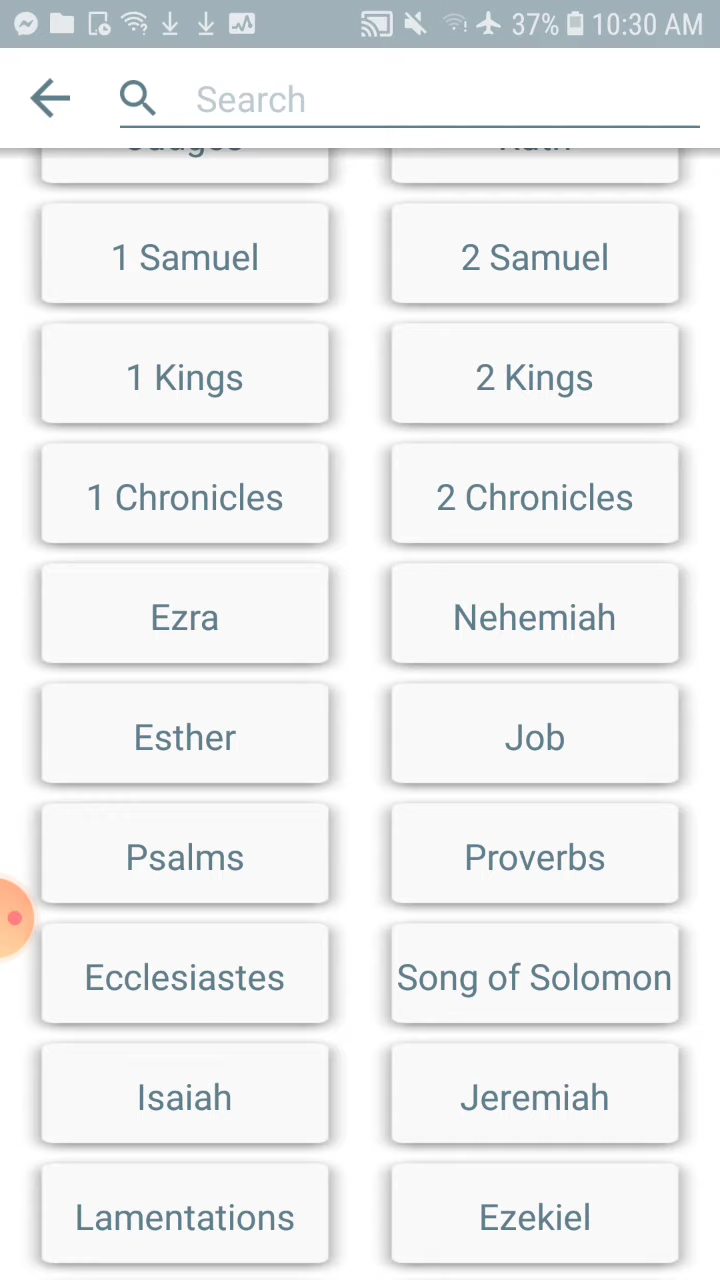 37% 10:30 AM
Search
1 Samuel 2 Samuel
1 Kings 2 Kings
1 Chronicles 2 Chronicles
Ezra Nehemiah
Esther Job
Psalms Proverbs
Ecclesiastes Song of Solomon
Isaiah Jeremiah
Lamentations Ezekiel